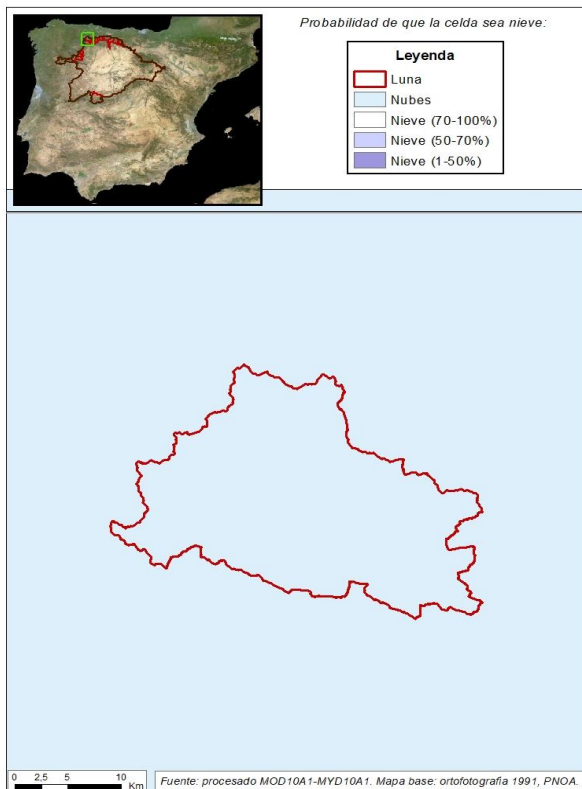 Probabilidad de que la celda sea nieve:
Leyenda
Luna
Nubes
Nieve (70-100%)
Nieve (50-70%)
Nieve (1-50%)
0 2,5 5 10
Km
Fuente: procesado MOD10A1-MYD10A1. Mapa base: ortofotografia 1991, PNOA.